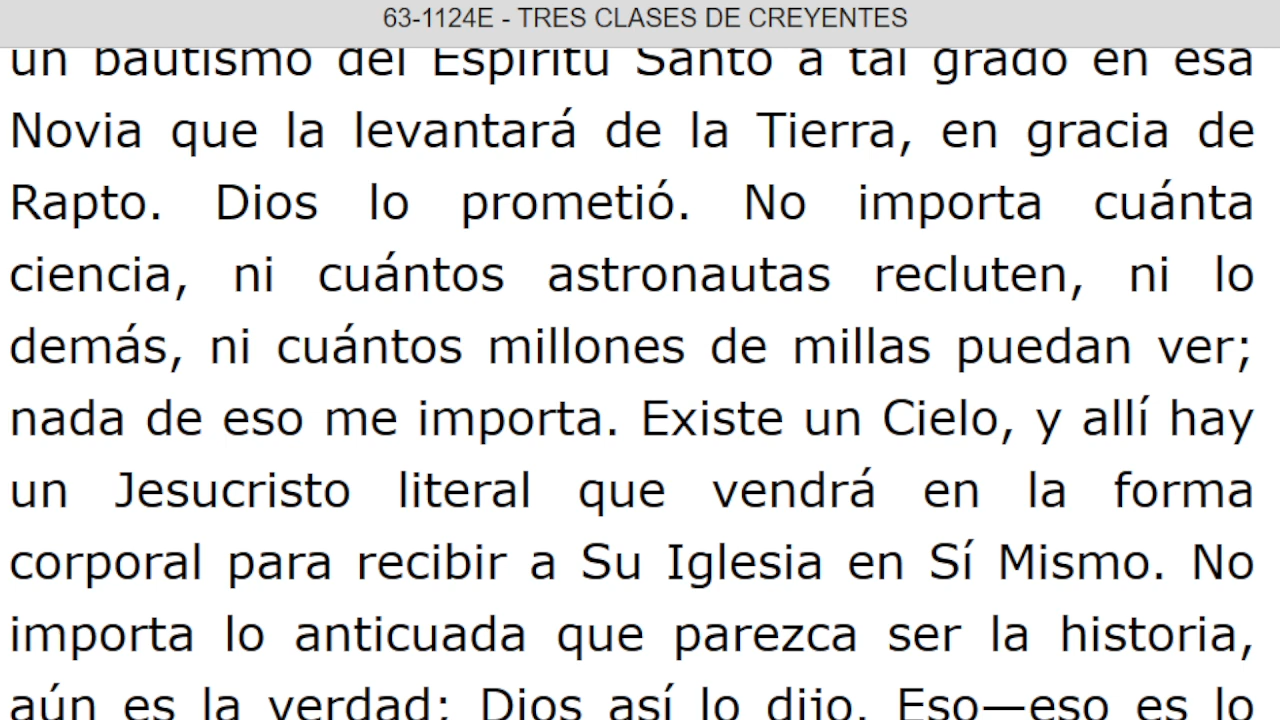 63-1124E - TRES CLASES DE CREYENTES
un bautismo del Espíritu Santo a tal grado en esa
Novia que la levantará de la Tierra, en gracia de
Rapto. Dios lo prometió. No importa cuánta
ciencia, ni cuántos astronautas recluten, ni lo
demás, ni cuántos millones de millas puedan ver;
nada de eso me importa. Existe un Cielo, y allí hay
un Jesucristo literal que vendrá en la forma
corporal para recibir a Su Iglesia en Sí Mismo. No
importa lo anticuada que parezca ser la historia,
aún es la verdad; Dios así lo dijo. Eso—eso es lo